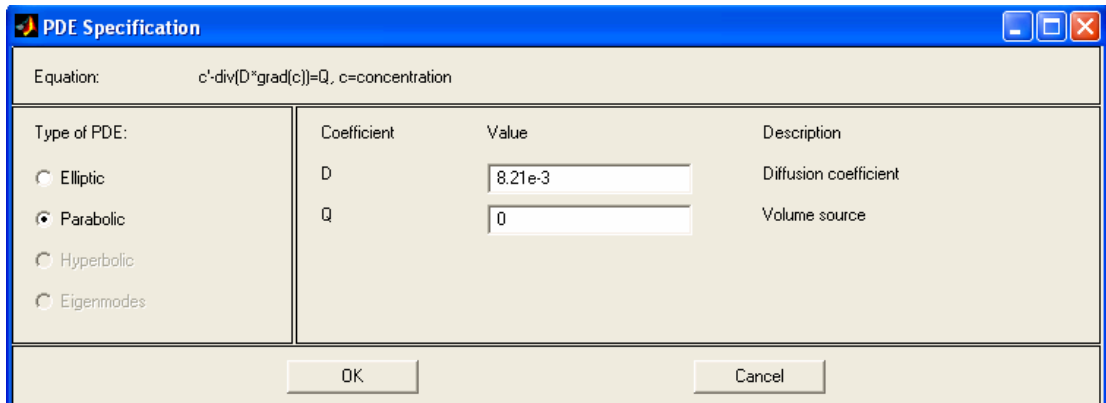 PDE Specification
Equation: c'-div(D*grad(c))=Q, c=concentration
Type of PDE:
Elliptic
Parabolic
Hyperbolic
Eigenmodes
Coefficient Value Description
D 8.21e-3 Diffusion coefficient
Q 0 Volume source
OK Cancel